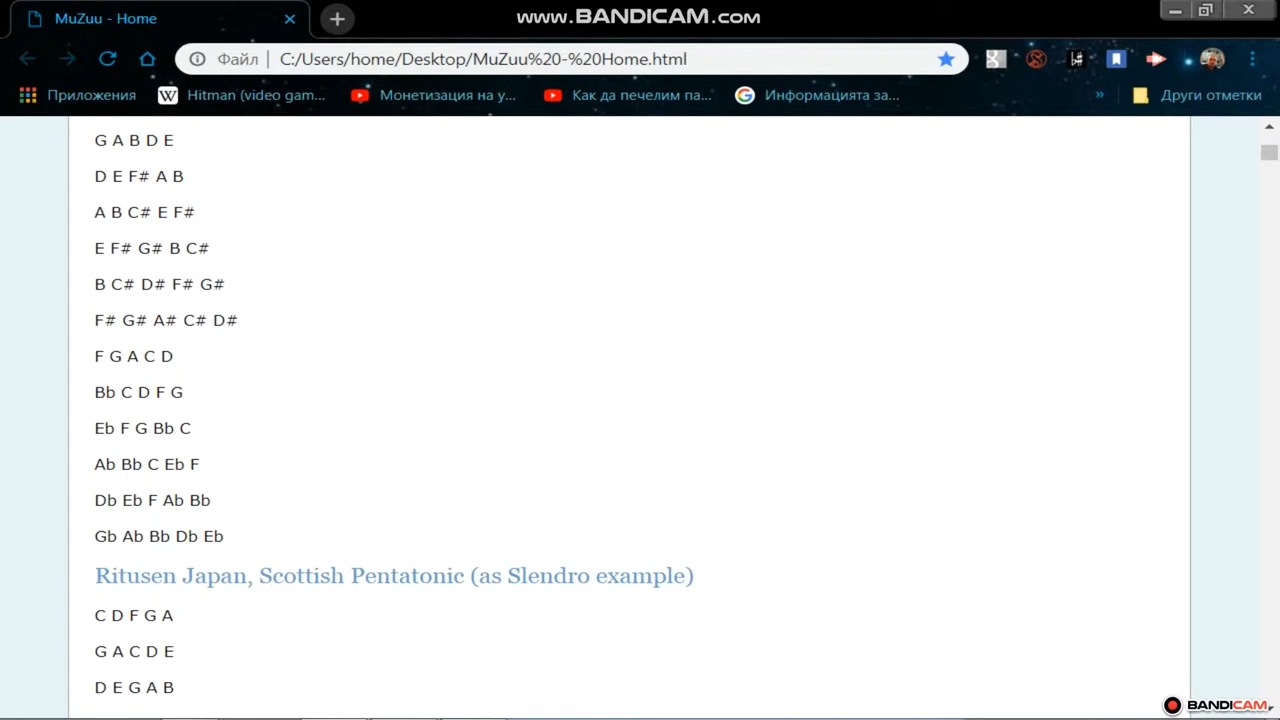 www.BANDICAM.com
MuZuu - Home
Файл | C:/Users/home/Desktop/MuZuu%20-%20Home.html
Приложения Hitman (video gam... Монетизация на у... Как да печелим па... Информацията за... » Други отметки
G A B D E
D E F# A B
A B C# E F#
E F# G# B C#
B C# D# F# G#
F# G# A# C# D#
F G A C D
Bb C D F G
Eb F G Bb C
Ab Bb C Eb F
Db Eb F Ab Bb
Gb Ab Bb Db Eb
Ritusen Japan, Scottish Pentatonic (as Slendro example)
C D F G A
G A C D E
D E G A B
BANDICAM